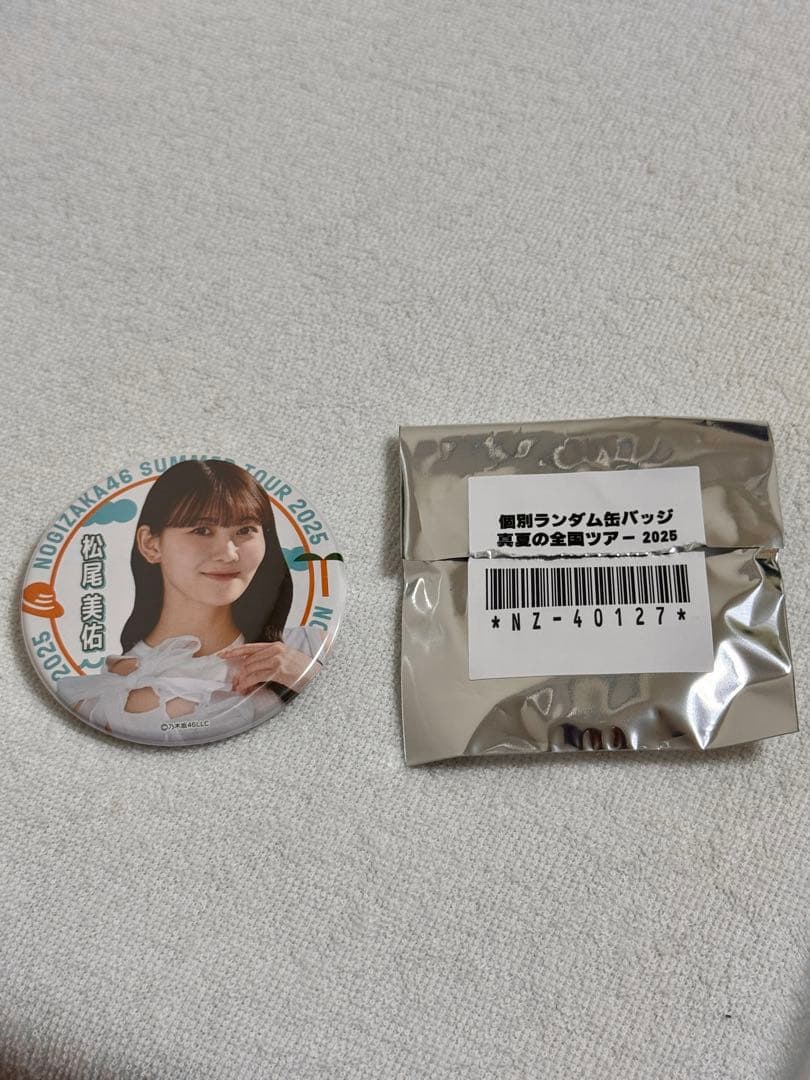 NOGIZAKA46 SUMMER TOUR 2025
NO
2025
松尾 美佑
©乃木坂46LLC
個別ランダム缶バッジ
真夏の全国ツアー 2025
*NZ-40127*